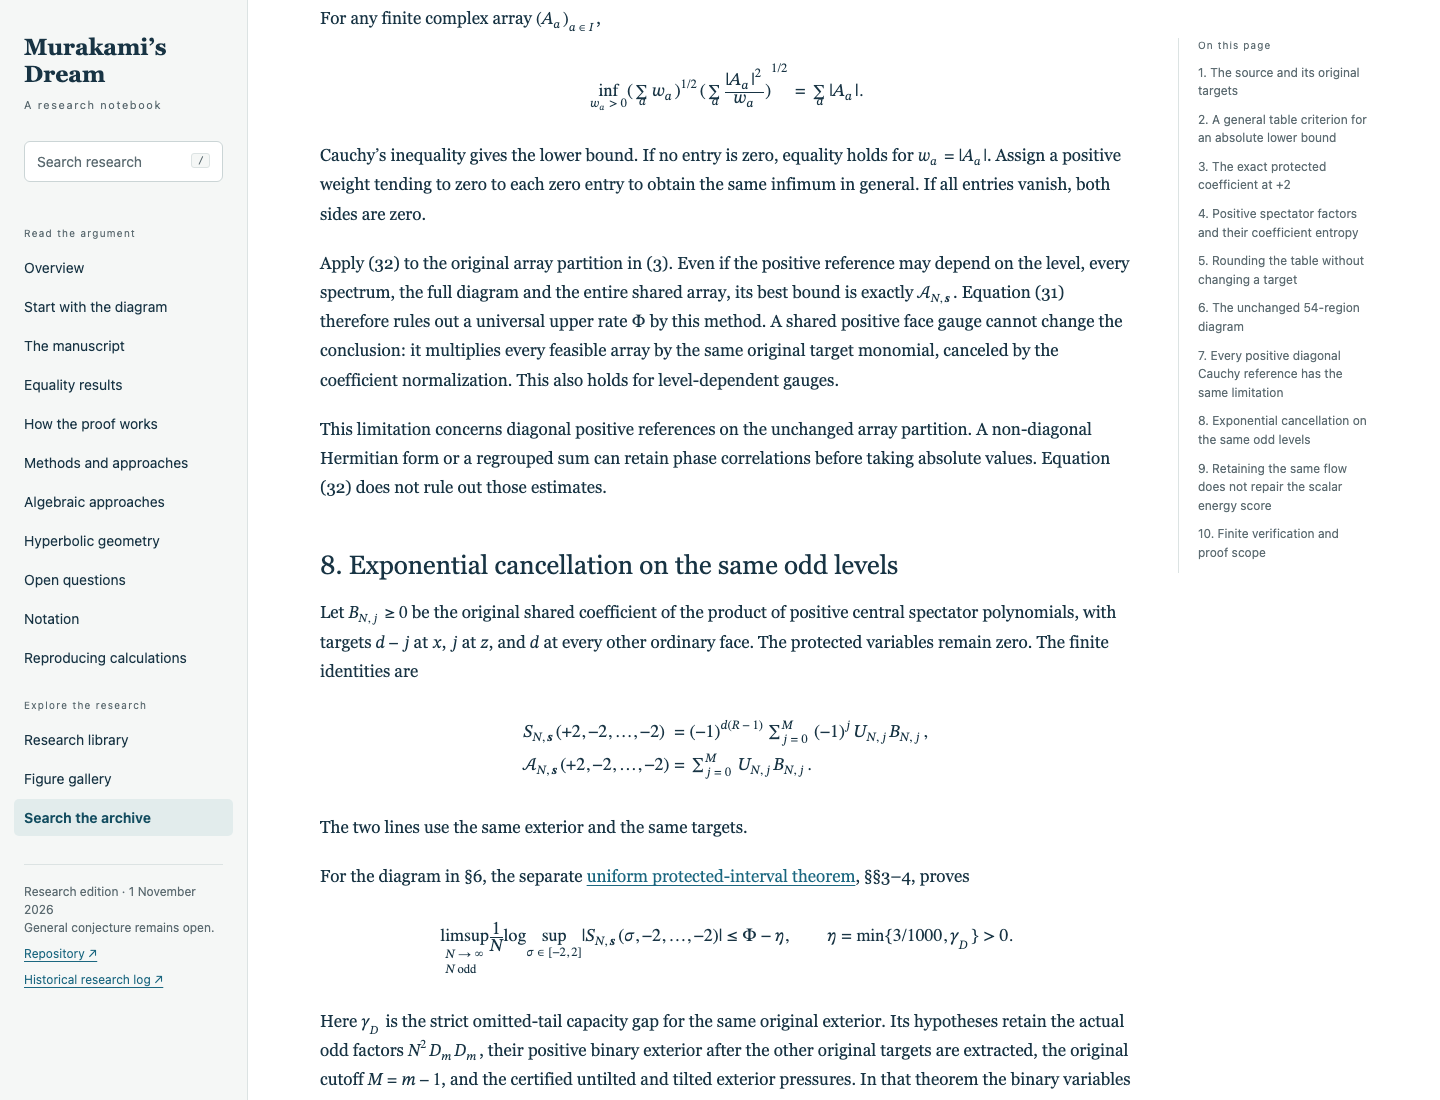 Murakami's
Dream
A research notebook
Search research /
Read the argument
Overview
Start with the diagram
The manuscript
Equality results
How the proof works
Methods and approaches
Algebraic approaches
Hyperbolic geometry
Open questions
Notation
Reproducing calculations
Explore the research
Research library
Figure gallery
Search the archive
Research edition · 1 November
2026
General conjecture remains open.
Repository ↗
Historical research log ↗
For any finite complex array (A_a)_{a∈I},
inf_{w_a > 0} (∑_a w_a)^{1/2} (∑_a |A_a|^2 / w_a)^{1/2} = ∑_a |A_a|.
Cauchy's inequality gives the lower bound. If no entry is zero, equality holds for w_a = |A_a|. Assign a positive
weight tending to zero to each zero entry to obtain the same infimum in general. If all entries vanish, both
sides are zero.
Apply (32) to the original array partition in (3). Even if the positive reference may depend on the level, every
spectrum, the full diagram and the entire shared array, its best bound is exactly 𝒜_{N,s}. Equation (31)
therefore rules out a universal upper rate Φ by this method. A shared positive face gauge cannot change the
conclusion: it multiplies every feasible array by the same original target monomial, canceled by the
coefficient normalization. This also holds for level-dependent gauges.
This limitation concerns diagonal positive references on the unchanged array partition. A non-diagonal
Hermitian form or a regrouped sum can retain phase correlations before taking absolute values. Equation
(32) does not rule out those estimates.
8. Exponential cancellation on the same odd levels
Let B_{N,j} ≥ 0 be the original shared coefficient of the product of positive central spectator polynomials, with
targets d − j at x, j at z, and d at every other ordinary face. The protected variables remain zero. The finite
identities are
S_{N,s}(+2,−2,…,−2) = (−1)^{d(R−1)} ∑_{j=0}^{M} (−1)^j U_{N,j} B_{N,j},
𝒜_{N,s}(+2,−2,…,−2) = ∑_{j=0}^{M} U_{N,j} B_{N,j}.
The two lines use the same exterior and the same targets.
For the diagram in §6, the separate uniform protected-interval theorem, §§3–4, proves
limsup_{N→∞, N odd} 1/N log sup_{σ∈[−2,2]} |S_{N,s}(σ,−2,…,−2)| ≤ Φ − η, η = min{3/1000, γ_D} > 0.
Here γ_D is the strict omitted-tail capacity gap for the same original exterior. Its hypotheses retain the actual
odd factors N^2 D_m D_m, their positive binary exterior after the other original targets are extracted, the original
cutoff M = m − 1, and the certified untilted and tilted exterior pressures. In that theorem the binary variables
On this page
1. The source and its original
targets
2. A general table criterion for
an absolute lower bound
3. The exact protected
coefficient at +2
4. Positive spectator factors
and their coefficient entropy
5. Rounding the table without
changing a target
6. The unchanged 54-region
diagram
7. Every positive diagonal
Cauchy reference has the
same limitation
8. Exponential cancellation on
the same odd levels
9. Retaining the same flow
does not repair the scalar
energy score
10. Finite verification and
proof scope